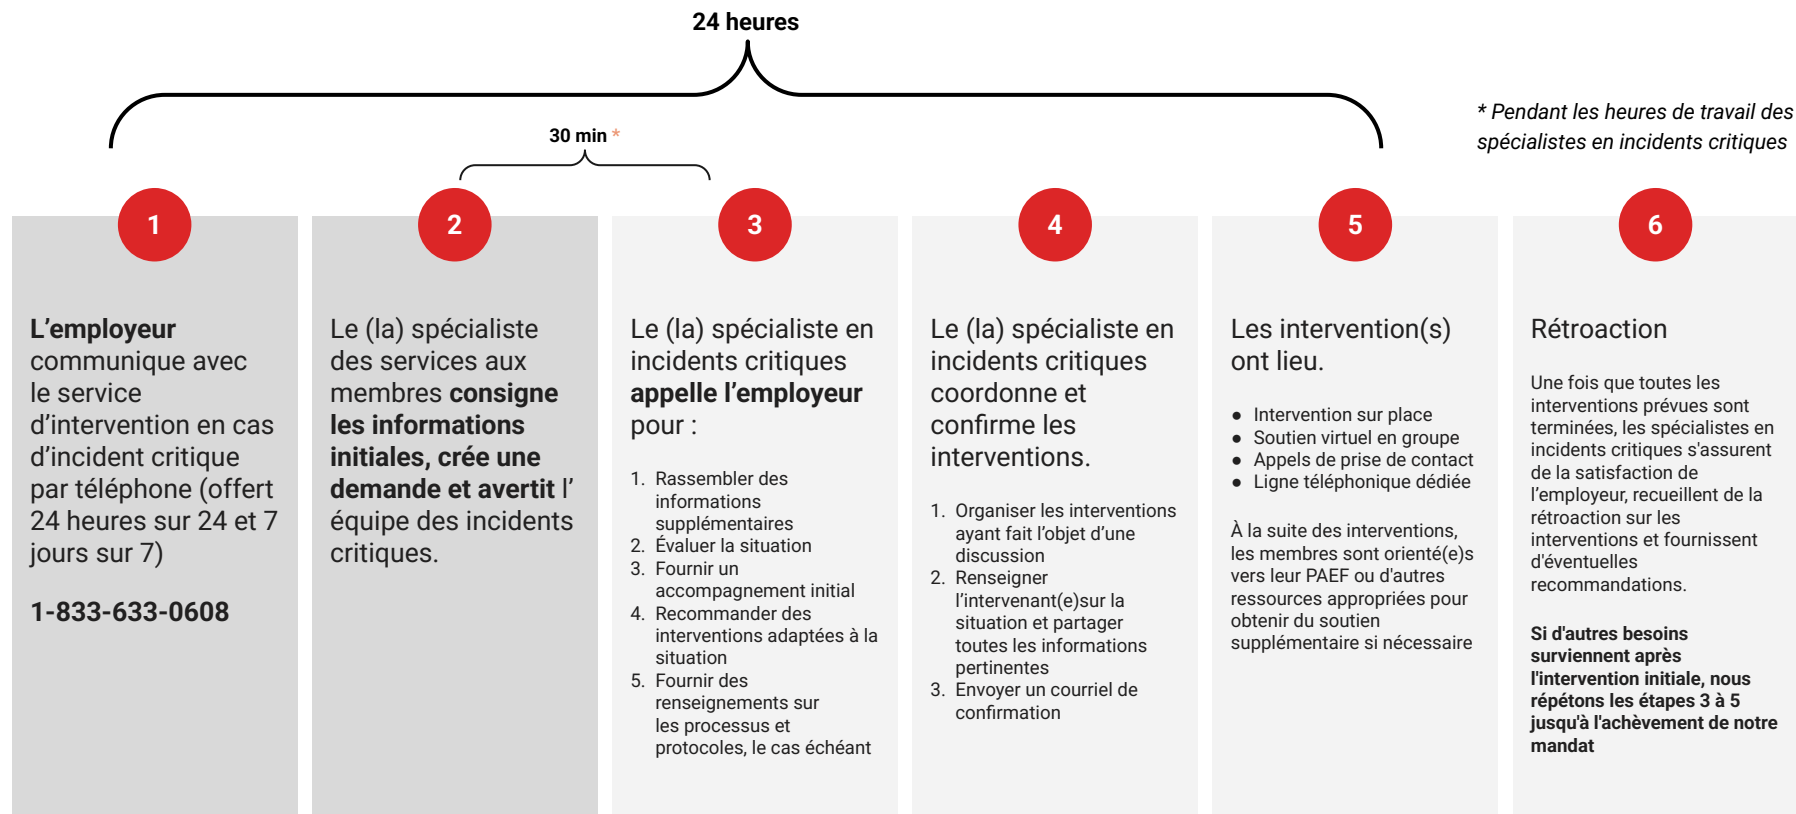 24 heures
* Pendant les heures de travail des
spécialistes en incidents critiques
30 min *
1
L'employeur
communique avec
le service
d'intervention en cas
d'incident critique
par téléphone (offert
24 heures sur 24 et 7
jours sur 7)
1-833-633-0608
2
Le (la) spécialiste
des services aux
membres consigne
les informations
initiales, crée une
demande et avertit l'
équipe des incidents
critiques.
3
Le (la) spécialiste en
incidents critiques
appelle l'employeur
pour :
1. Rassembler des
informations
supplémentaires
2. Évaluer la situation
3. Fournir un
accompagnement initial
4. Recommander des
interventions adaptées à la
situation
5. Fournir des
renseignements sur
les processus et
protocoles, le cas échéant
4
Le (la) spécialiste en
incidents critiques
coordonne et
confirme les
interventions.
1. Organiser les interventions
ayant fait l'objet d'une
discussion
2. Renseigner
l'intervenant(e)sur la
situation et partager
toutes les informations
pertinentes
3. Envoyer un courriel de
confirmation
5
Les intervention(s)
ont lieu.
● Intervention sur place
● Soutien virtuel en groupe
● Appels de prise de contact
● Ligne téléphonique dédiée
À la suite des interventions,
les membres sont orienté(e)s
vers leur PAEF ou d'autres
ressources appropriées pour
obtenir du soutien
supplémentaire si nécessaire
6
Rétroaction
Une fois que toutes les
interventions prévues sont
terminées, les spécialistes en
incidents critiques s'assurent
de la satisfaction de
l'employeur, recueillent de la
rétroaction sur les
interventions et fournissent
d'éventuelles
recommandations.
Si d'autres besoins
surviennent après
l'intervention initiale, nous
répétons les étapes 3 à 5
jusqu'à l'achèvement de notre
mandat